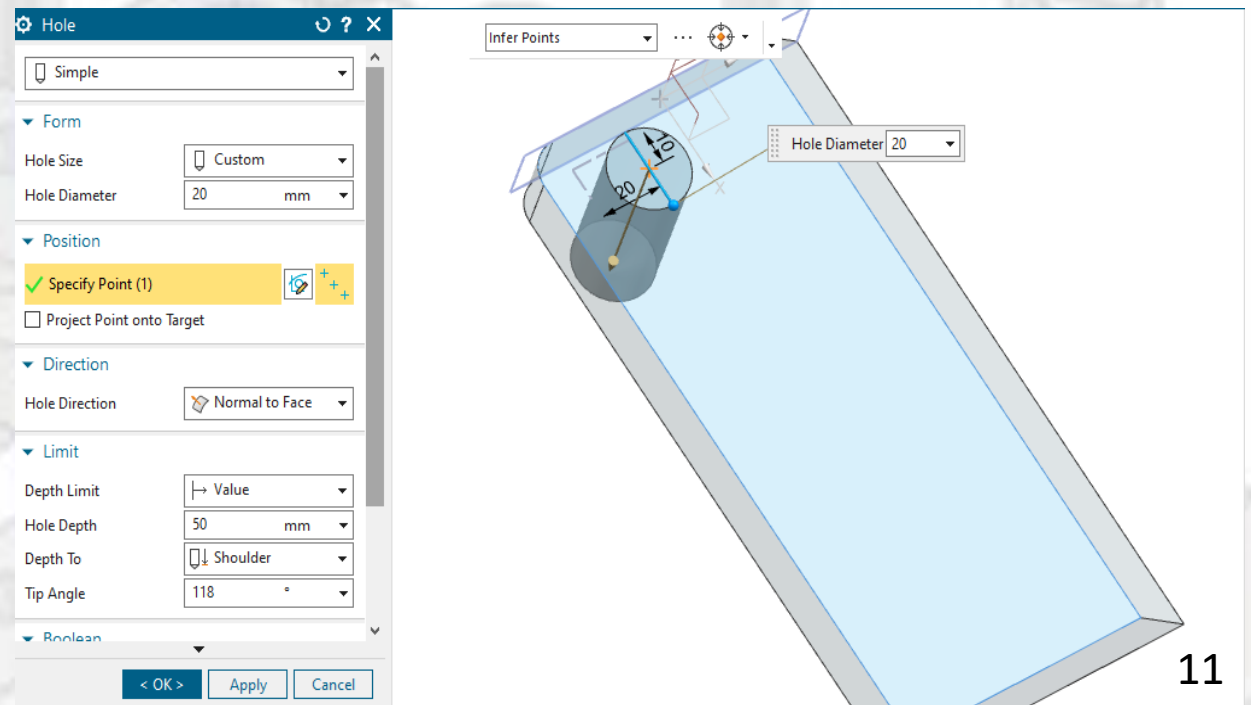 Hole
?
Simple
Form
Hole Size
Custom
Hole Diameter
20 mm
Position
Specify Point (1)
Project Point onto Target
Direction
Hole Direction
Normal to Face
Limit
Depth Limit
Value
Hole Depth
50 mm
Depth To
Shoulder
Tip Angle
118 °
Boolean
< OK >
Apply
Cancel
Infer Points
...
Hole Diameter 20
10
20
X
11